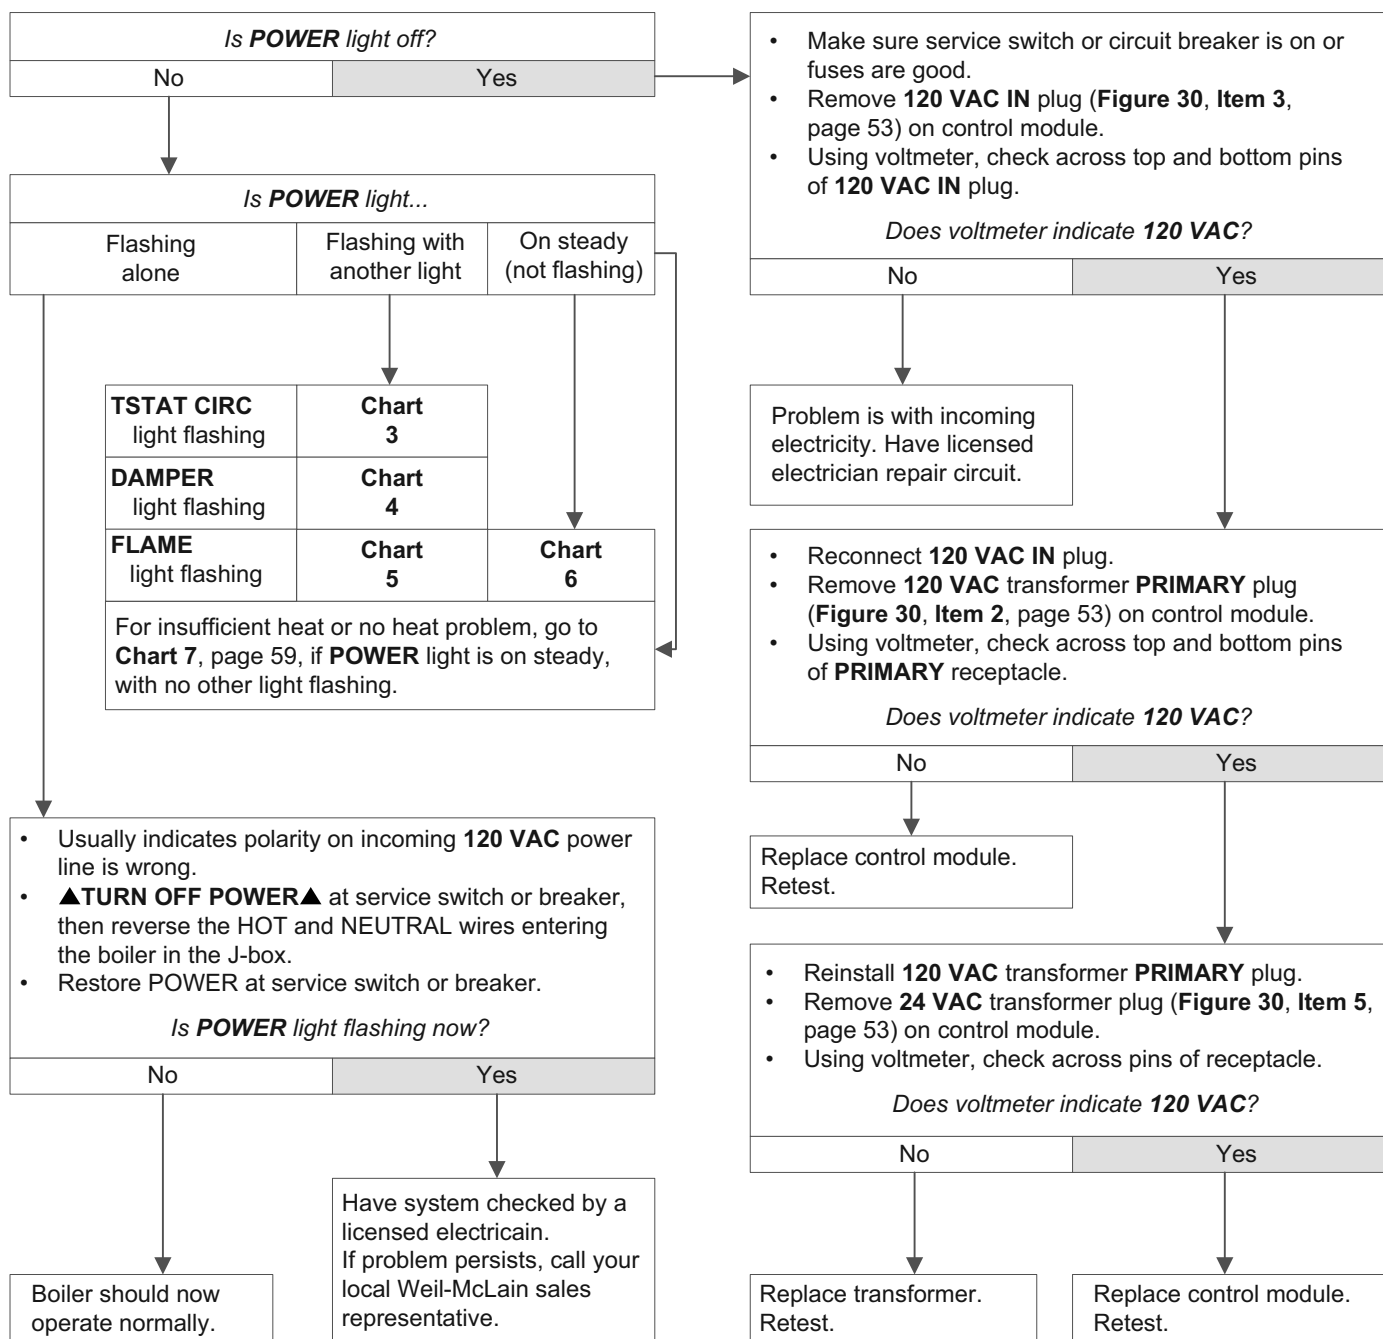 Is POWER light off?
No
Yes
Is POWER light...
Flashing
alone
Flashing with
another light
On steady
(not flashing)
TSTAT CIRC
light flashing
Chart
3
DAMPER
light flashing
Chart
4
FLAME
light flashing
Chart
5
Chart
6
For insufficient heat or no heat problem, go to
Chart 7, page 59, if POWER light is on steady,
with no other light flashing.
• Usually indicates polarity on incoming 120 VAC power
line is wrong.
• ▲TURN OFF POWER▲ at service switch or breaker,
then reverse the HOT and NEUTRAL wires entering
the boiler in the J-box.
• Restore POWER at service switch or breaker.
Is POWER light flashing now?
No
Yes
Boiler should now
operate normally.
Have system checked by a
licensed electricain.
If problem persists, call your
local Weil-McLain sales
representative.
• Make sure service switch or circuit breaker is on or
fuses are good.
• Remove 120 VAC IN plug (Figure 30, Item 3,
page 53) on control module.
• Using voltmeter, check across top and bottom pins
of 120 VAC IN plug.
Does voltmeter indicate 120 VAC?
No
Yes
Problem is with incoming
electricity. Have licensed
electrician repair circuit.
• Reconnect 120 VAC IN plug.
• Remove 120 VAC transformer PRIMARY plug
(Figure 30, Item 2, page 53) on control module.
• Using voltmeter, check across top and bottom pins
of PRIMARY receptacle.
Does voltmeter indicate 120 VAC?
No
Yes
Replace control module.
Retest.
• Reinstall 120 VAC transformer PRIMARY plug.
• Remove 24 VAC transformer plug (Figure 30, Item 5,
page 53) on control module.
• Using voltmeter, check across pins of receptacle.
Does voltmeter indicate 120 VAC?
No
Yes
Replace transformer.
Retest.
Replace control module.
Retest.